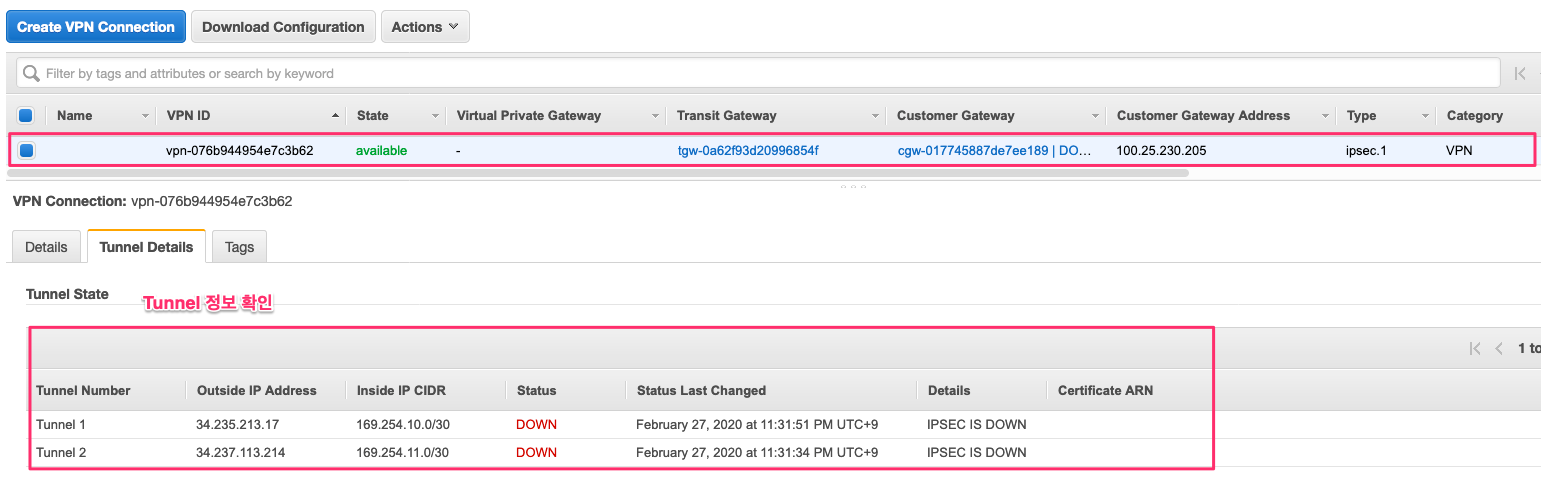 Create VPN Connection Download Configuration Actions
Filter by tags and attributes or search by keyword
Name VPN ID State Virtual Private Gateway Transit Gateway Customer Gateway Customer Gateway Address Type Category
vpn-076b944954e7c3b62 available - tgw-0a62f93d20996854f cgw-017745887de7ee189 | DO... 100.25.230.205 ipsec.1 VPN
VPN Connection: vpn-076b944954e7c3b62
Details Tunnel Details Tags
Tunnel State
Tunnel 정보 확인
1 to
Tunnel Number Outside IP Address Inside IP CIDR Status Status Last Changed Details Certificate ARN
Tunnel 1 34.235.213.17 169.254.10.0/30 DOWN February 27, 2020 at 11:31:51 PM UTC+9 IPSEC IS DOWN
Tunnel 2 34.237.113.214 169.254.11.0/30 DOWN February 27, 2020 at 11:31:34 PM UTC+9 IPSEC IS DOWN